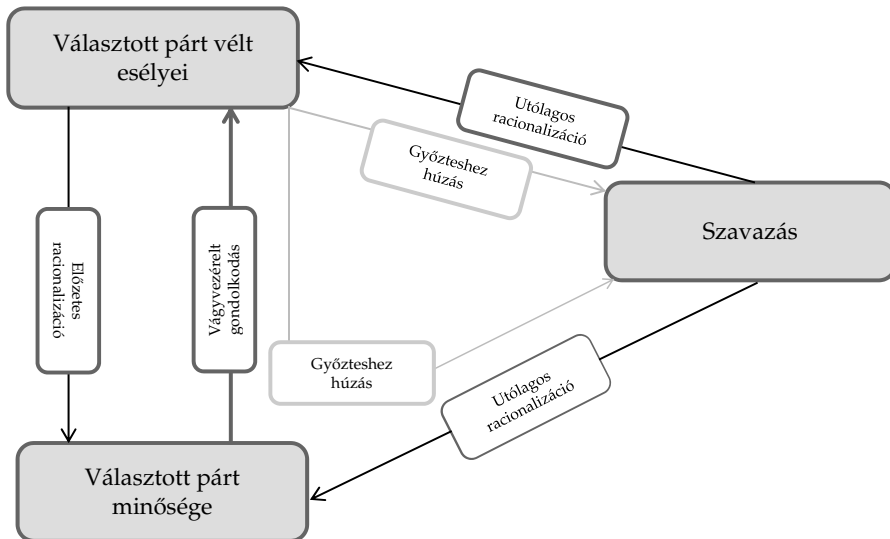 Választott párt vélt
esélyei
Utólagos
racionalizáció
Győzteshez
húzás
Szavazás
Előzetes
racionalizáció
Vágyvezérelt
gondolkodás
Győzteshez
húzás
Utólagos
racionalizáció
Választott párt
minősége